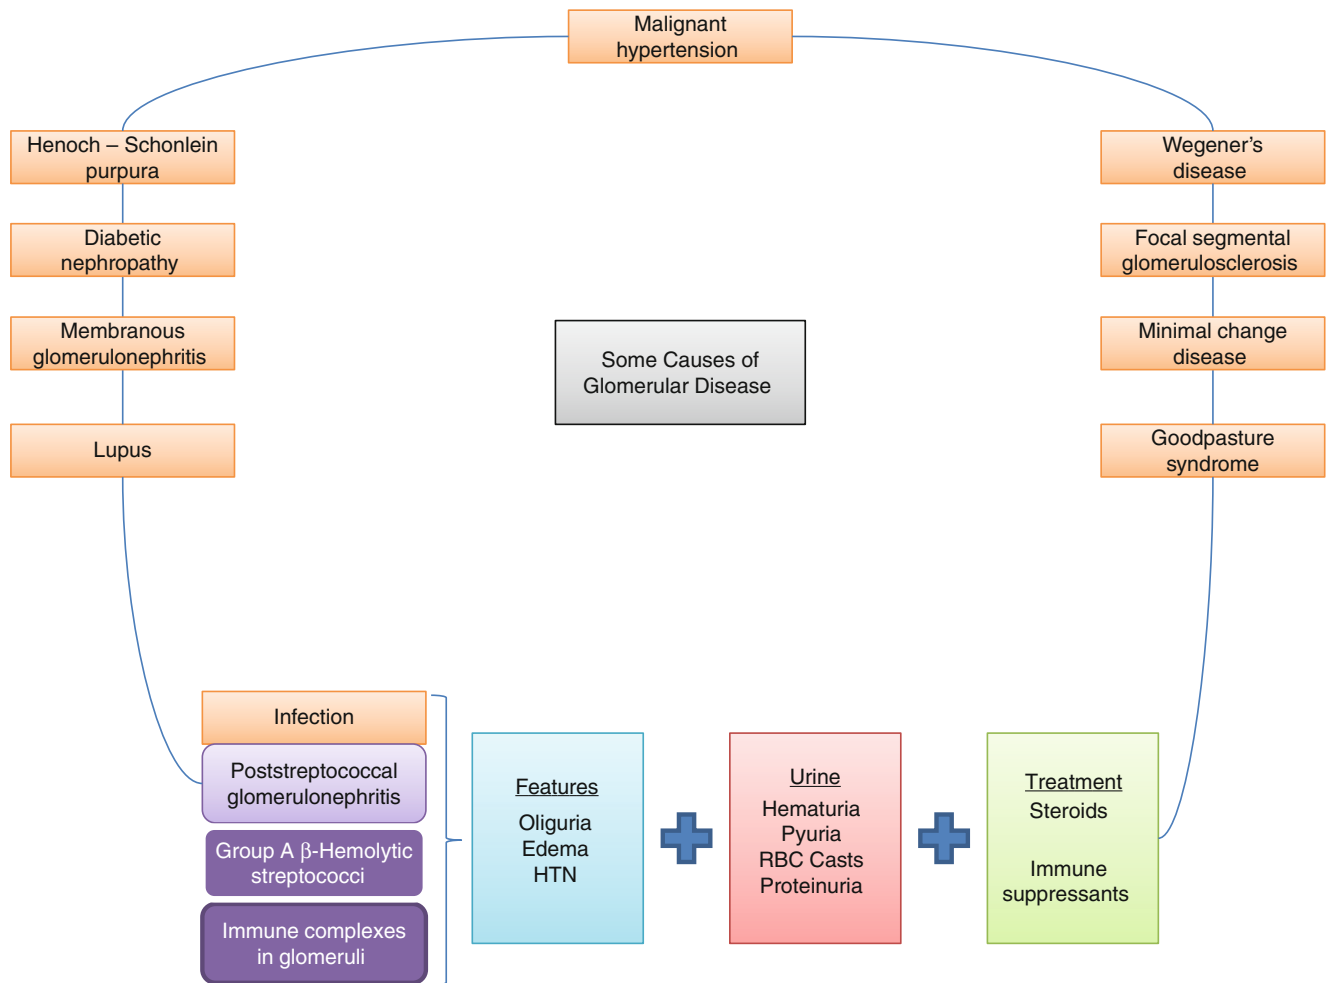 Malignant
hypertension
Henoch – Schonlein
purpura
Wegener's
disease
Diabetic
nephropathy
Focal segmental
glomerulosclerosis
Membranous
glomerulonephritis
Some Causes of
Glomerular Disease
Minimal change
disease
Lupus
Goodpasture
syndrome
Infection
Poststreptococcal
glomerulonephritis
Group A β-Hemolytic
streptococci
Immune complexes
in glomeruli
Features
Oliguria
Edema
HTN
Urine
Hematuria
Pyuria
RBC Casts
Proteinuria
Treatment
Steroids
Immune
suppressants